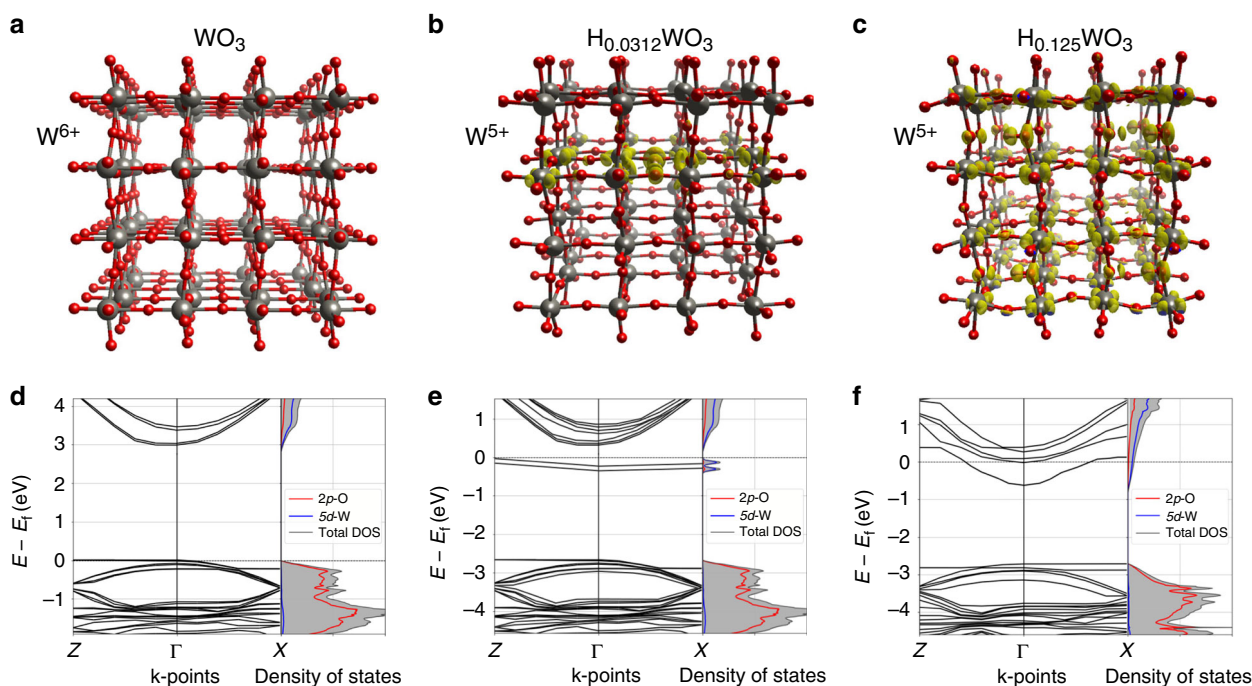 a
WO3
W6+
b
H0.0312WO3
W5+
c
H0.125WO3
W5+
d
E − Ef (eV)
4
3
2
1
0
−1
2p-O
5d-W
Total DOS
Z
Γ
X
k-points
Density of states
e
E − Ef (eV)
1
0
−1
−2
−3
−4
2p-O
5d-W
Total DOS
Z
Γ
X
k-points
Density of states
f
E − Ef (eV)
1
0
−1
−2
−3
−4
2p-O
5d-W
Total DOS
Z
Γ
X
k-points
Density of states